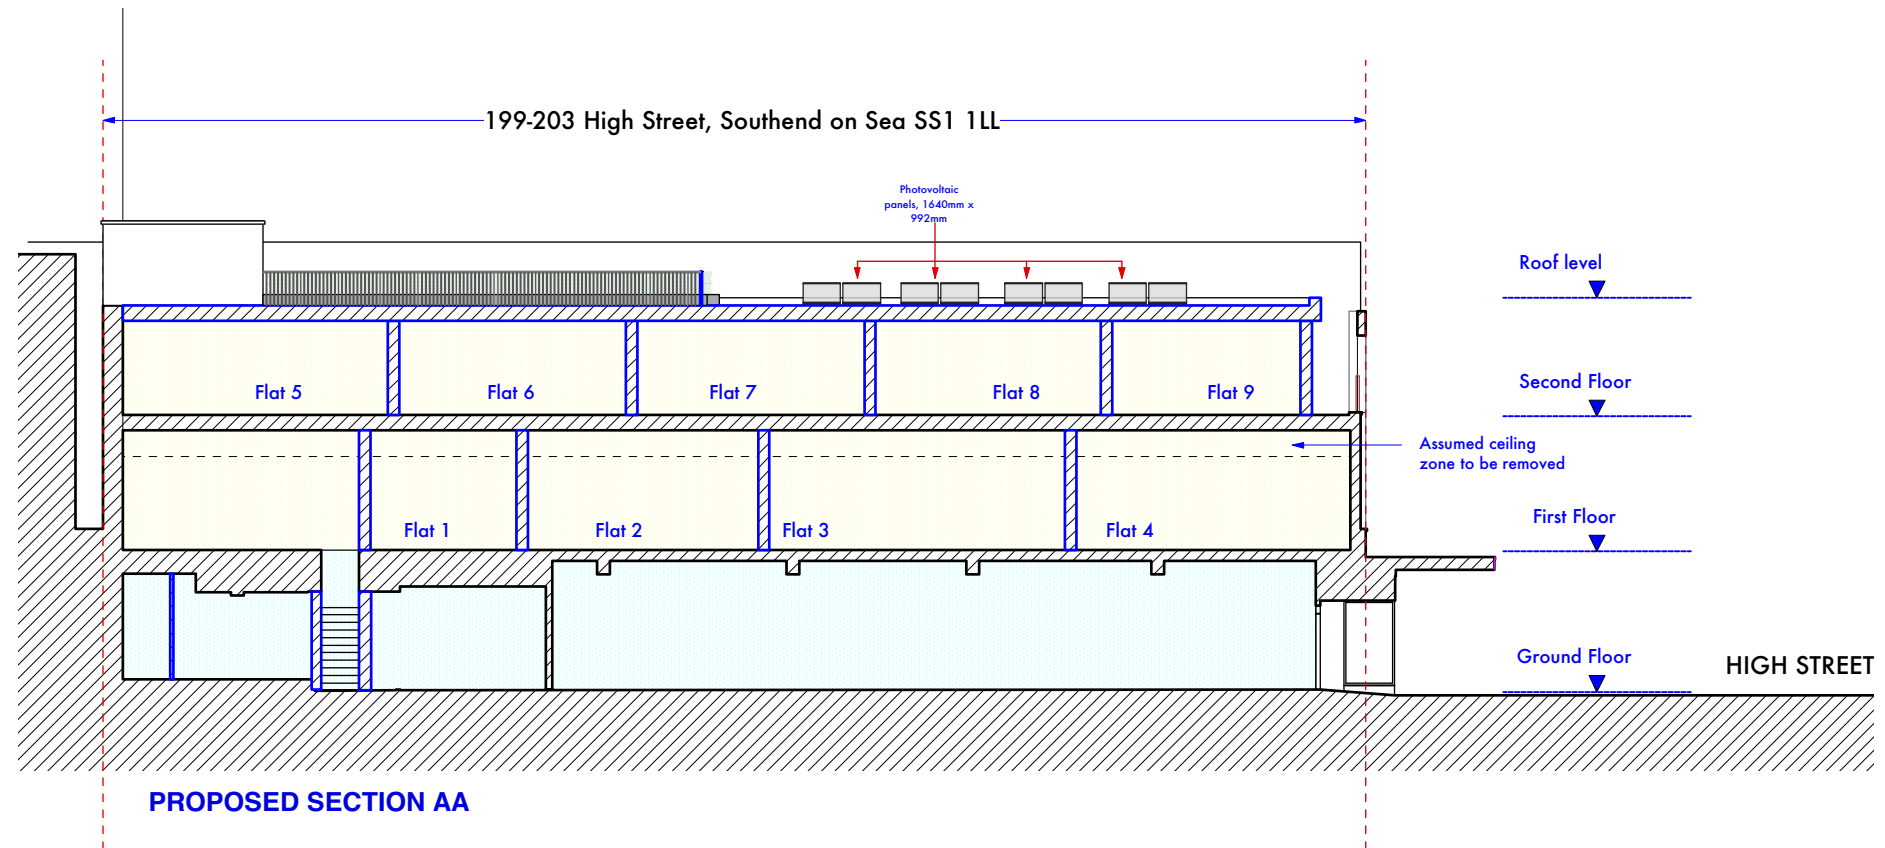 199-203 High Street, Southend on Sea SS1 1LL
Photovoltaic
panels, 1640mm x
992mm
Roof level
Second Floor
Flat 5
Flat 6
Flat 7
Flat 8
Flat 9
Assumed ceiling
zone to be removed
First Floor
Flat 1
Flat 2
Flat 3
Flat 4
Ground Floor
HIGH STREET
PROPOSED SECTION AA